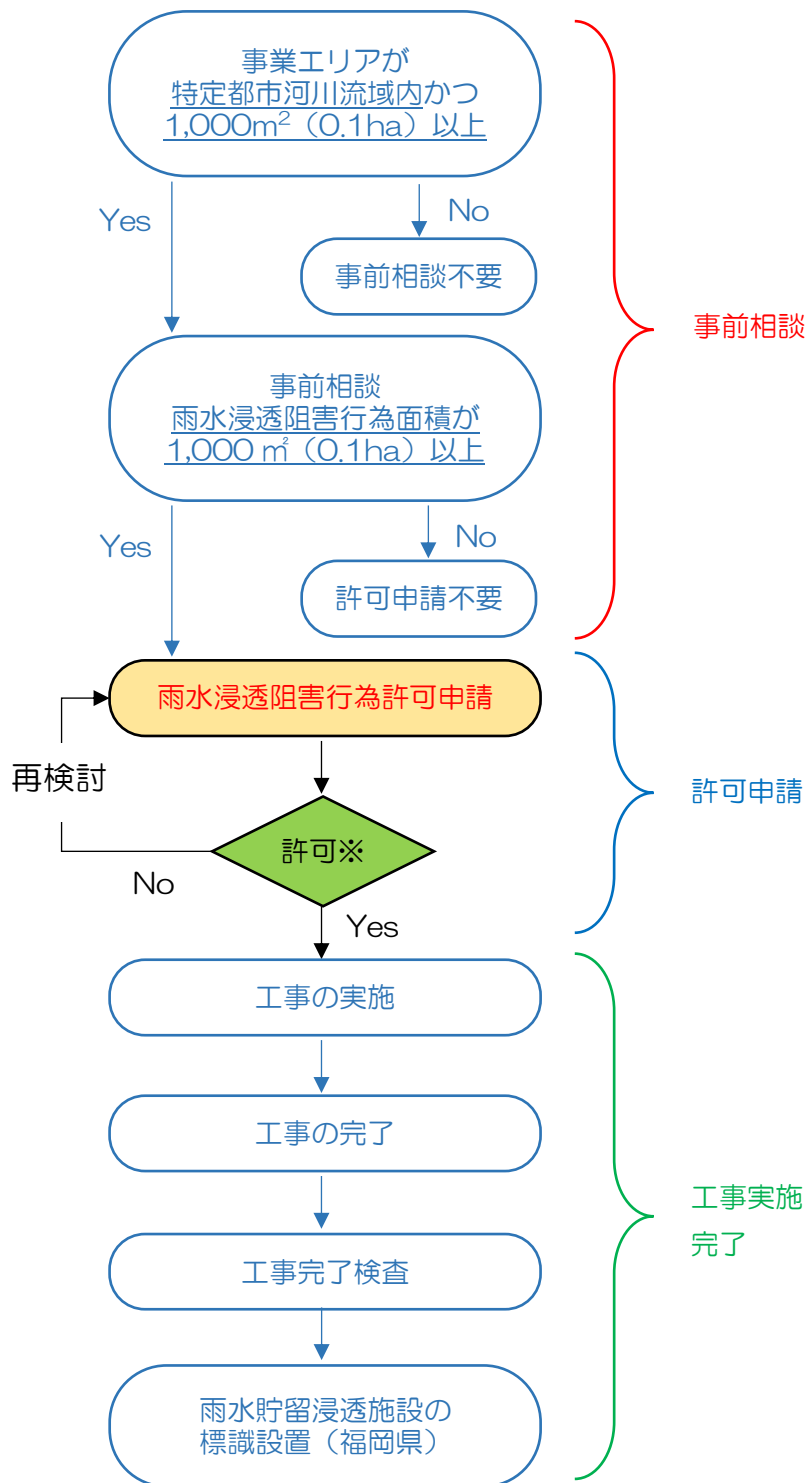 事業エリアが
特定都市河川流域内かつ
1,000m²（0.1ha）以上
Yes
No
事前相談不要
事前相談
事前相談
雨水浸透阻害行為面積が
1,000 ㎡（0.1ha）以上
Yes
No
許可申請不要
雨水浸透阻害行為許可申請
再検討
許可申請
許可※
No
Yes
工事の実施
工事の完了
工事実施
完了
工事完了検査
雨水貯留浸透施設の
標識設置（福岡県）